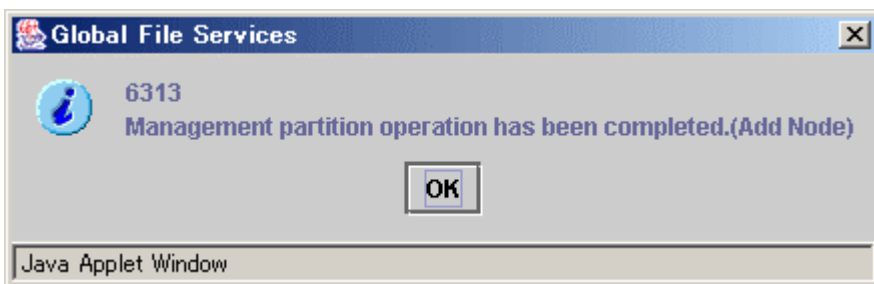 Global File Services
6313
Management partition operation has been completed.(Add Node)
OK
Java Applet Window